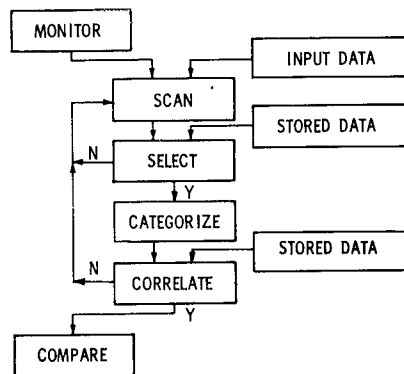 MONITOR
INPUT DATA
SCAN
STORED DATA
N
SELECT
Y
CATEGORIZE
STORED DATA
N
CORRELATE
Y
COMPARE